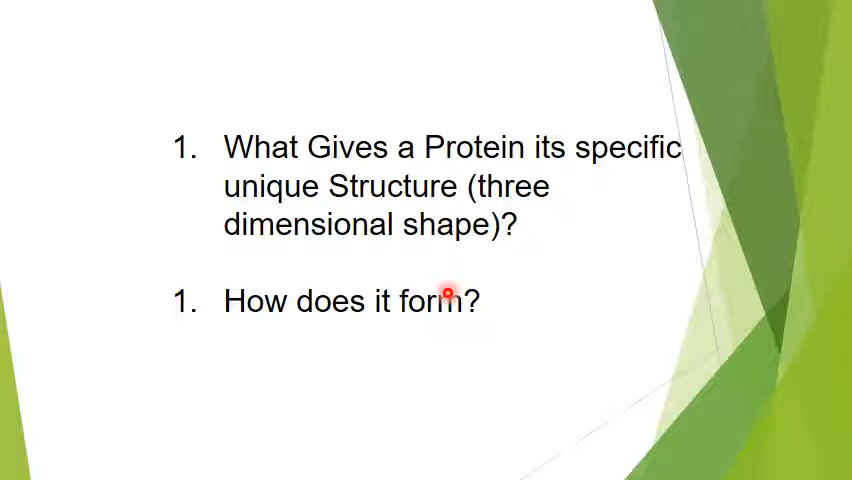 1. What Gives a Protein its specific
unique Structure (three
dimensional shape)?
1. How does it form?